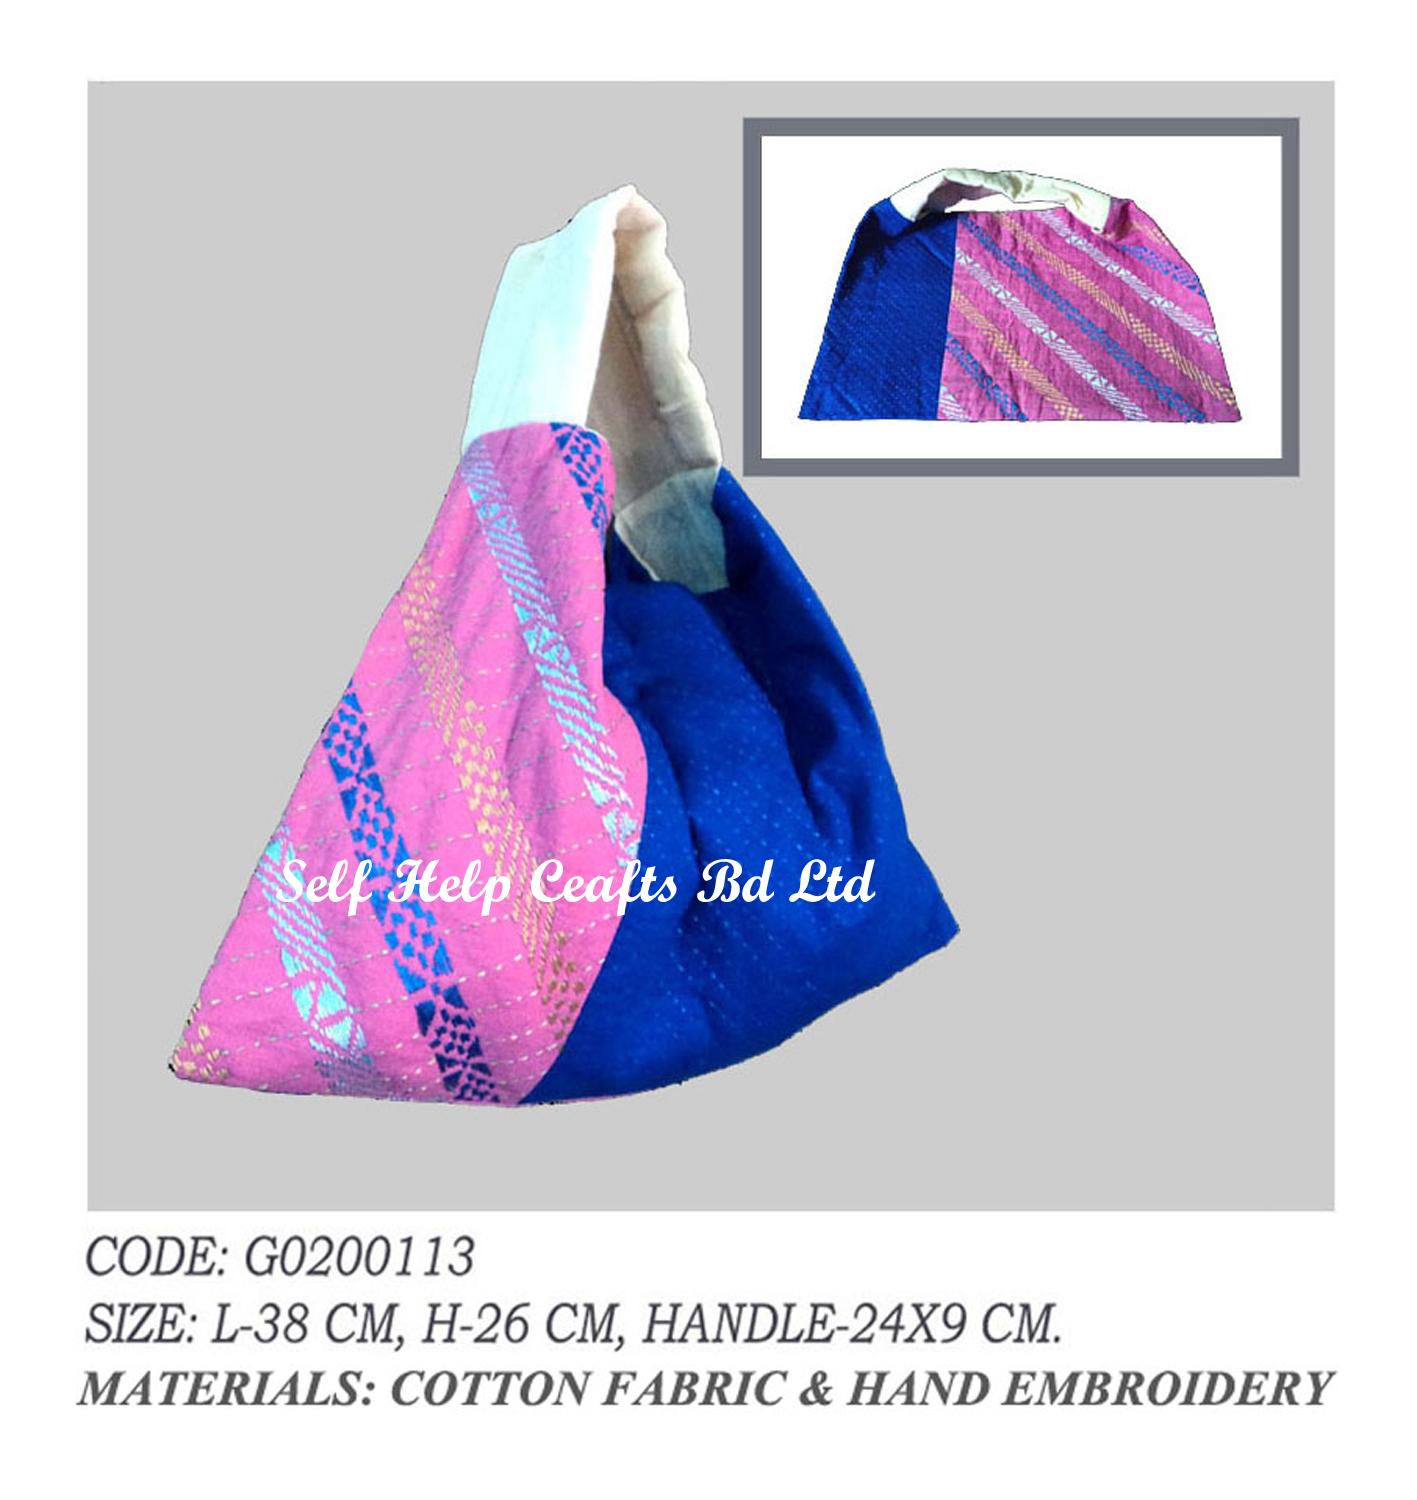 Self Help Ceafts Bd Ltd
CODE: G0200113
SIZE: L-38 CM, H-26 CM, HANDLE-24X9 CM.
MATERIALS: COTTON FABRIC & HAND EMBROIDERY